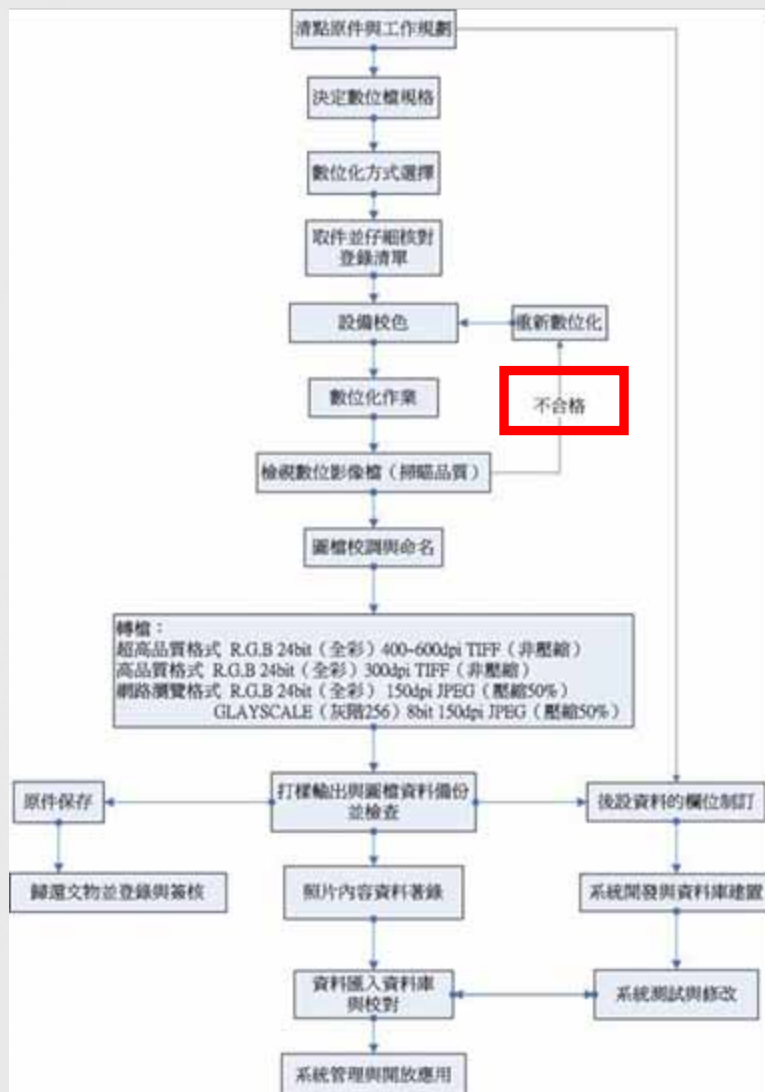 清點原件與工作規劃
決定數位檔規格
數位化方式選擇
取件並仔細核對
登錄清單
設備校色
重新數位化
數位化作業
不合格
檢視數位影像檔（掃瞄品質）
圖檔校調與命名
轉檔：
超高品質格式 R.G.B 24bit（全彩）400~600dpi TIFF（非壓縮）
高品質格式 R.G.B 24bit（全彩）300dpi TIFF（非壓縮）
網路瀏覽格式 R.G.B 24bit（全彩） 150dpi JPEG（壓縮50%）
GLAYSCALE（灰階256）8bit 150dpi JPEG（壓縮50%）
原件保存
打樣輸出與圖檔資料備份
並檢查
後設資料的欄位制訂
歸還文物並登錄與簽核
照片內容資料著錄
系統開發與資料庫建置
資料匯入資料庫
與校對
系統測試與修改
系統管理與開放應用